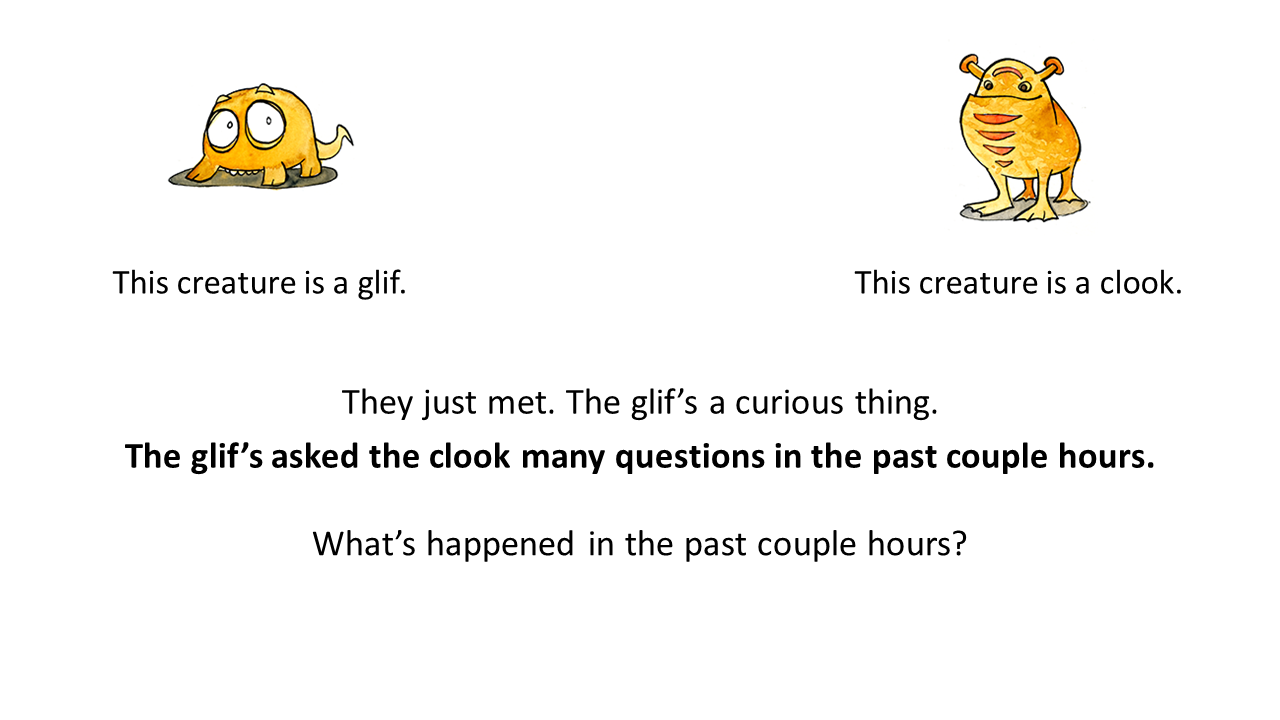 This creature is a glif.
This creature is a clook.
They just met. The glif’s a curious thing.
The glif’s asked the clook many questions in the past couple hours.
What’s happened in the past couple hours?